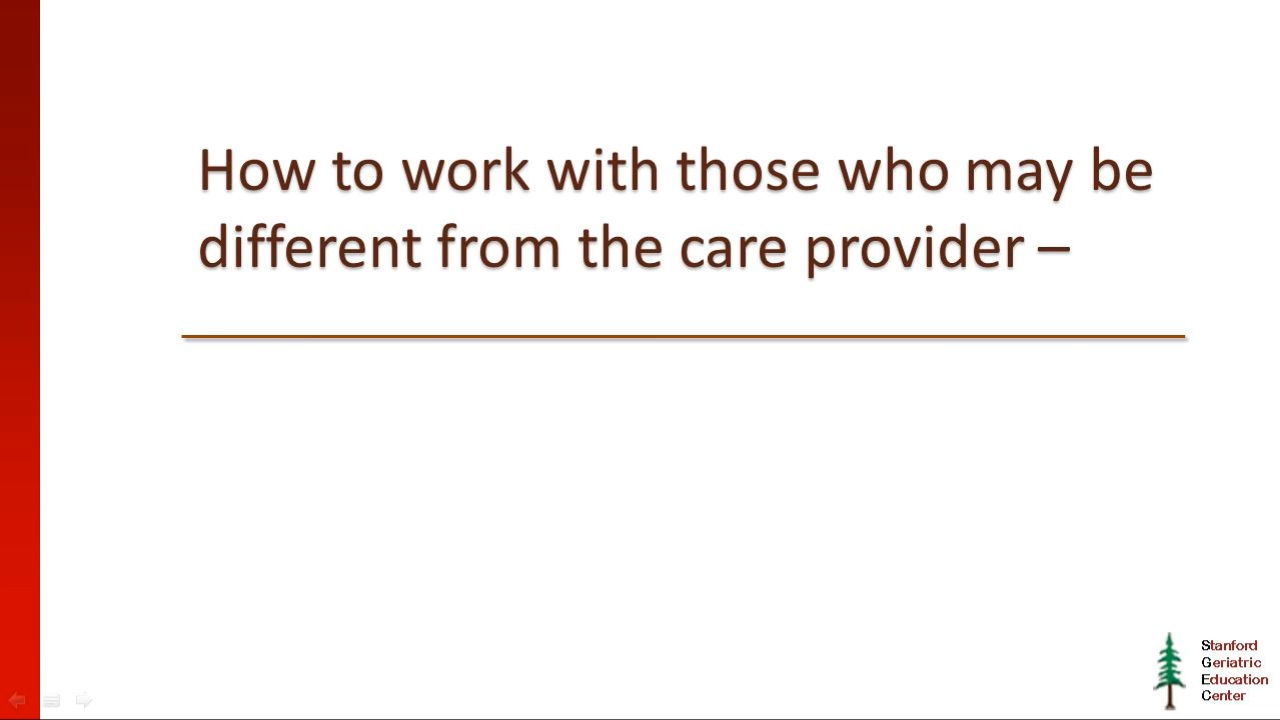 How to work with those who may be
different from the care provider –
Stanford
Geriatric
Education
Center